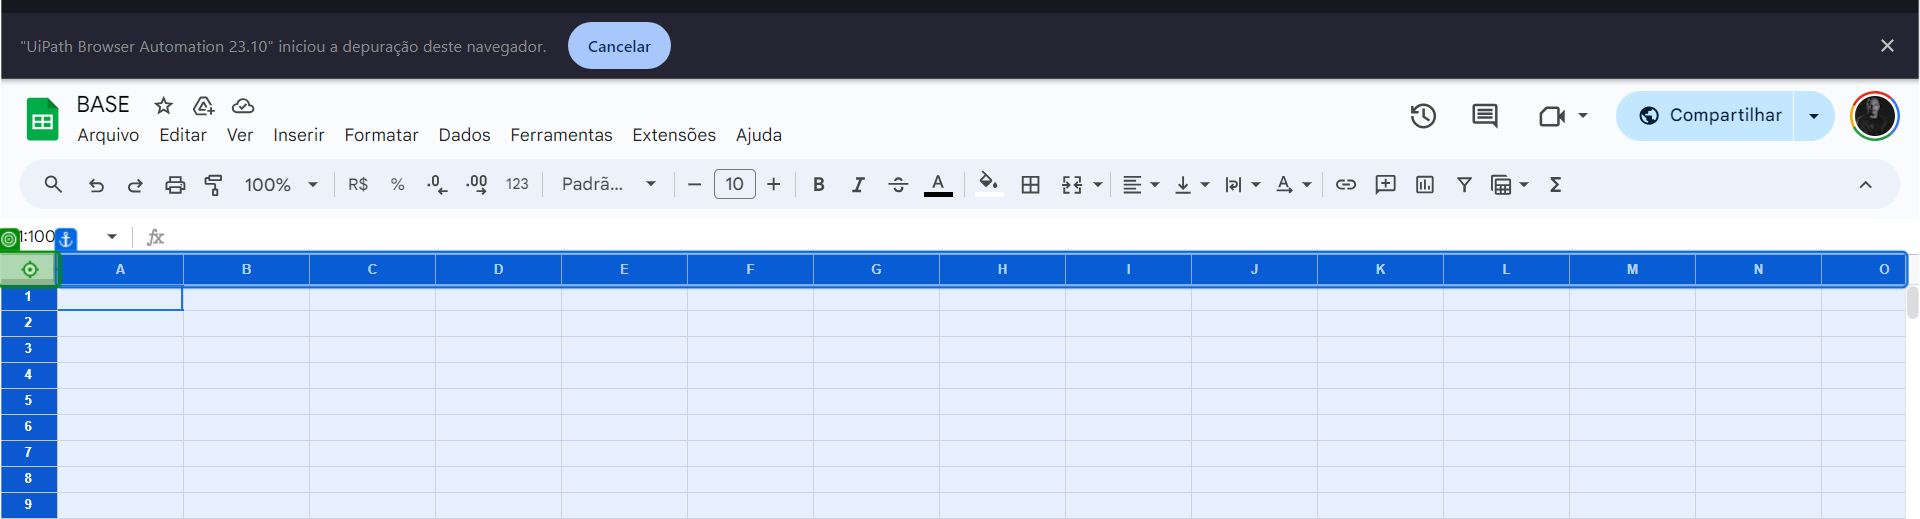 "UiPath Browser Automation 23.10" iniciou a depuração deste navegador. Cancelar
BASE
Arquivo Editar Ver Inserir Formatar Dados Ferramentas Extensões Ajuda
Compartilhar
100% R$ % .0 .00 123 Padrã... 10 B I A
1:100 fx
A B C D E F G H I J K L M N O
1
2
3
4
5
6
7
8
9